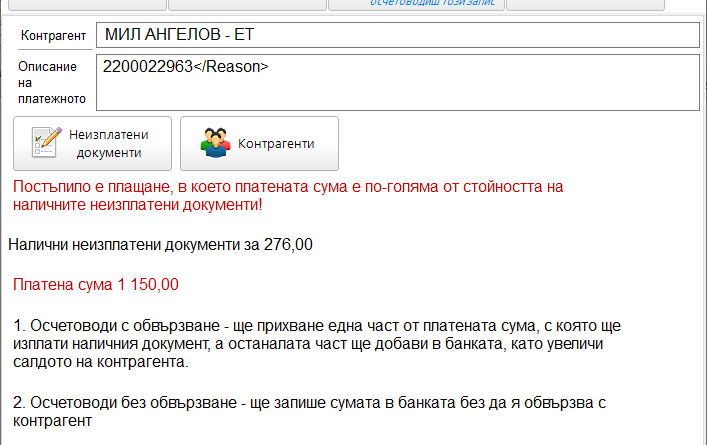 осчетоводиш този запис
Контрагент
МИЛ АНГЕЛОВ - ЕТ
Описание
на
платежното
2200022963</Reason>
Неизплатени
документи
Контрагенти
Постъпило е плащане, в което платената сума е по-голяма от стойността на
наличните неизплатени документи!
Налични неизплатени документи за 276,00
Платена сума 1 150,00
1. Осчетоводи с обвързване - ще прихване една част от платената сума, с която ще
изплати наличния документ, а останалата част ще добави в банката, като увеличи
салдото на контрагента.
2. Осчетоводи без обвързване - ще запише сумата в банката без да я обвързва с
контрагент